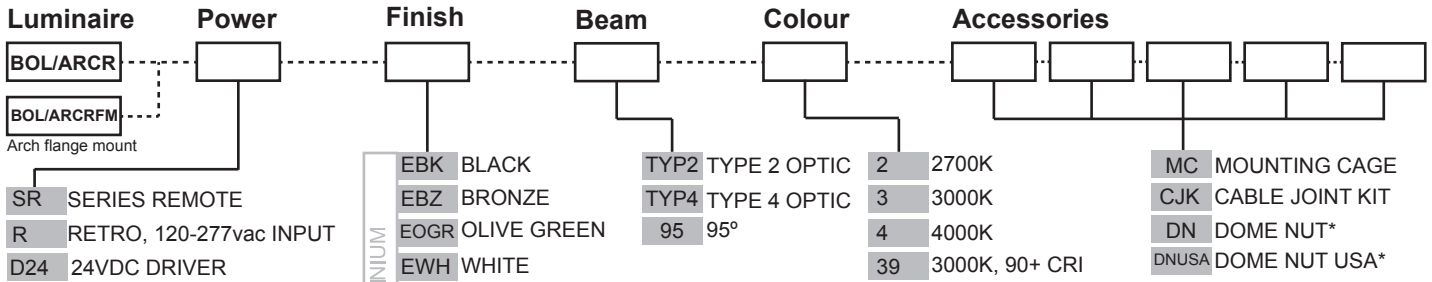 Luminaire Power Finish Beam Colour Accessories
BOL/ARCR
BOL/ARCRFM
Arch flange mount
SR SERIES REMOTE
R RETRO, 120-277vac INPUT
D24 24VDC DRIVER
EBK BLACK
EBZ BRONZE
EOGR OLIVE GREEN
EWH WHITE
TYP2 TYPE 2 OPTIC
TYP4 TYPE 4 OPTIC
95 95º
2 2700K
3 3000K
4 4000K
39 3000K, 90+ CRI
MC MOUNTING CAGE
CJK CABLE JOINT KIT
DN DOME NUT*
DNUSA DOME NUT USA*